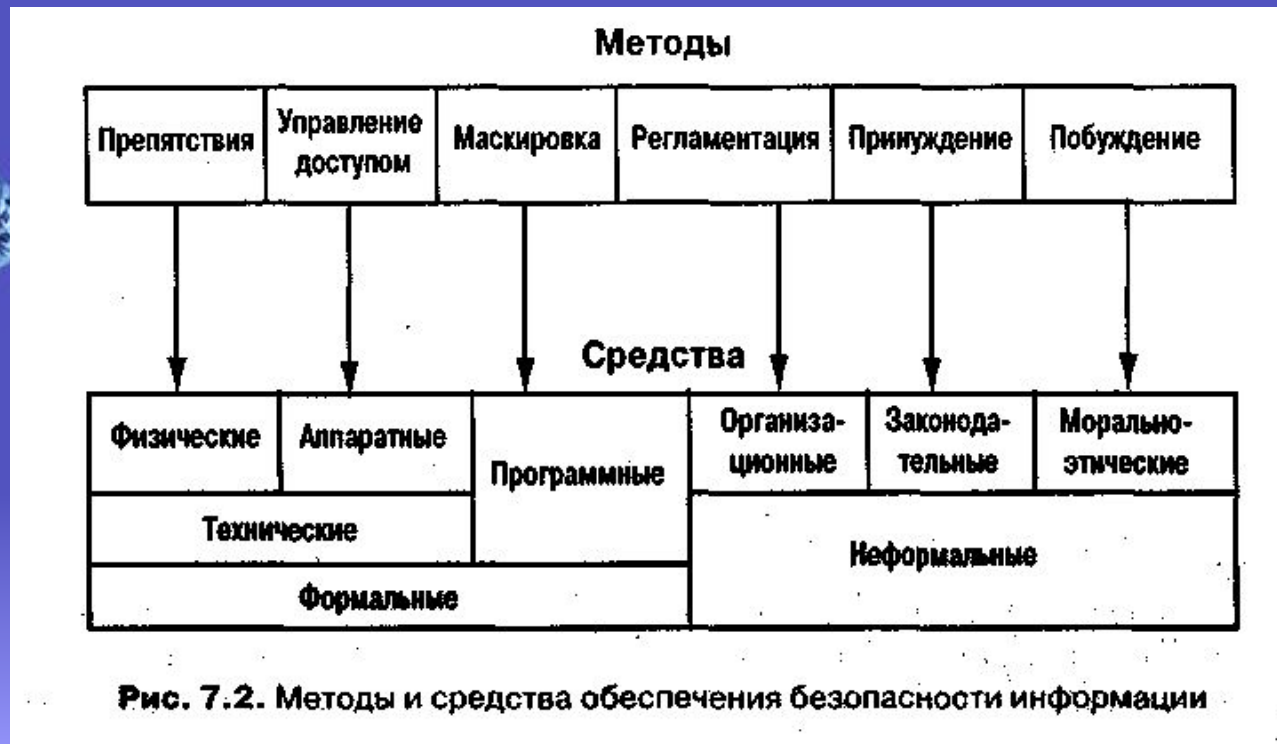 Методы
Препятствия
Управление
доступом
Маскировка
Регламентация
Принуждение
Побуждение
Средства
Физические
Аппаратные
Программные
Организа-
ционные
Законода-
тельные
Морально-
этические
Технические
Неформальные
Формальные
Рис. 7.2. Методы и средства обеспечения безопасности информации